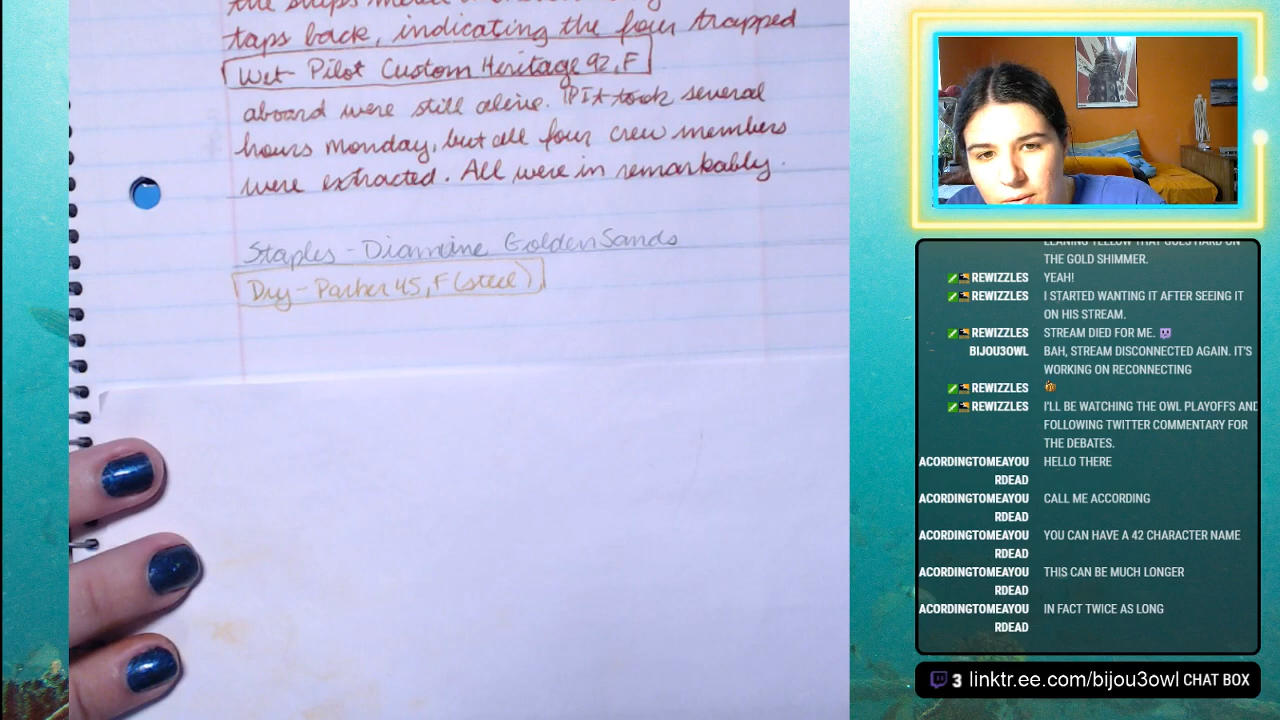 taps back, indicating the four trapped
Wet- Pilot Custom Heritage 92, F
aboard were still alive. It took several
hours Monday, but all four crew members
were extracted. All were in remarkably
Staples - Diamine Golden Sands
Dry- Parker 45, F (steel)
LEANING YELLOW THAT GOES HARD ON
THE GOLD SHIMMER.
REWIZZLES YEAH!
REWIZZLES I STARTED WANTING IT AFTER SEEING IT
ON HIS STREAM.
REWIZZLES STREAM DIED FOR ME.
BIJOU3OWL BAH, STREAM DISCONNECTED AGAIN. IT'S
WORKING ON RECONNECTING
REWIZZLES
REWIZZLES I'LL BE WATCHING THE OWL PLAYOFFS AND
FOLLOWING TWITTER COMMENTARY FOR
THE DEBATES.
ACORDINGTOMEAYOU HELLO THERE
RDEAD
ACORDINGTOMEAYOU CALL ME ACCORDING
RDEAD
ACORDINGTOMEAYOU YOU CAN HAVE A 42 CHARACTER NAME
RDEAD
ACORDINGTOMEAYOU THIS CAN BE MUCH LONGER
RDEAD
ACORDINGTOMEAYOU IN FACT TWICE AS LONG
RDEAD
3 linktr.ee.com/bijou3owl CHAT BOX